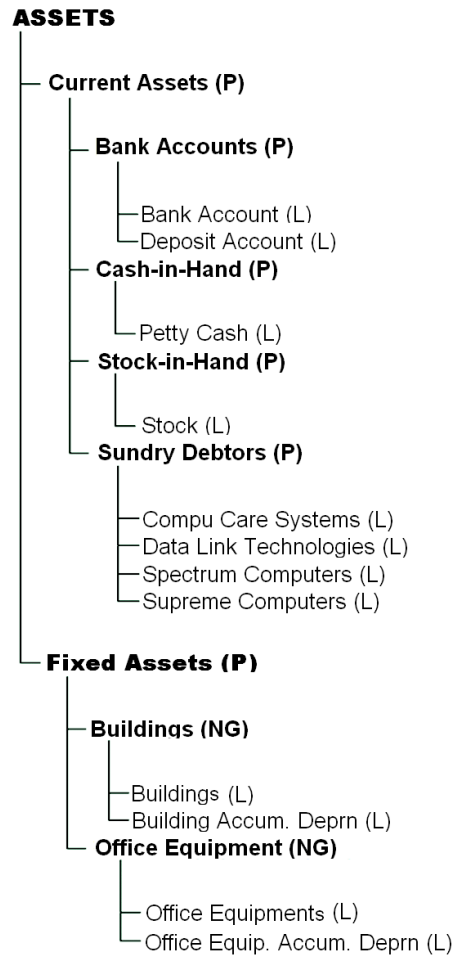 ASSETS
Current Assets (P)
Bank Accounts (P)
Bank Account (L)
Deposit Account (L)
Cash-in-Hand (P)
Petty Cash (L)
Stock-in-Hand (P)
Stock (L)
Sundry Debtors (P)
Compu Care Systems (L)
Data Link Technologies (L)
Spectrum Computers (L)
Supreme Computers (L)
Fixed Assets (P)
Buildings (NG)
Buildings (L)
Building Accum. Deprn (L)
Office Equipment (NG)
Office Equipments (L)
Office Equip. Accum. Deprn (L)